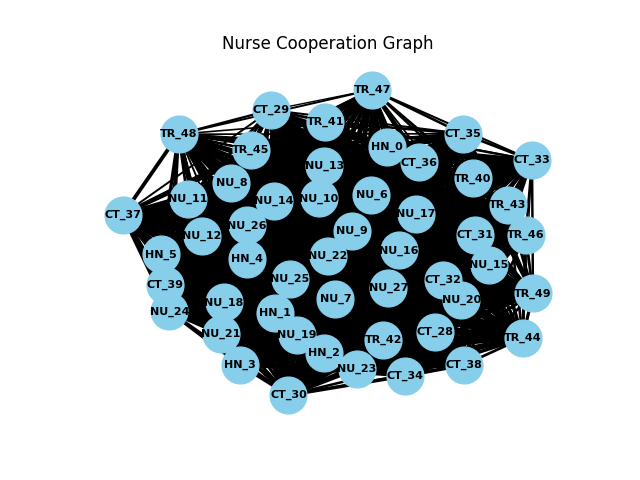 Nurse Cooperation Graph
TR_47
CT_29
TR_41
TR_48
CT_35
HN_0
TR_45
CT_33
CT_36
NU_13
TR_40
NU_8
NU_6
NU_11
NU_10
NU_14
TR_43
NU_17
CT_37
NU_26
NU_9
NU_12
CT_31
TR_46
NU_16
HN_5
NU_22
HN_4
NU_15
NU_25
CT_32
CT_39
NU_27
TR_49
NU_7
NU_20
NU_18
NU_24
HN_1
CT_28
NU_21
NU_19
TR_44
TR_42
HN_2
HN_3
CT_38
NU_23
CT_34
CT_30